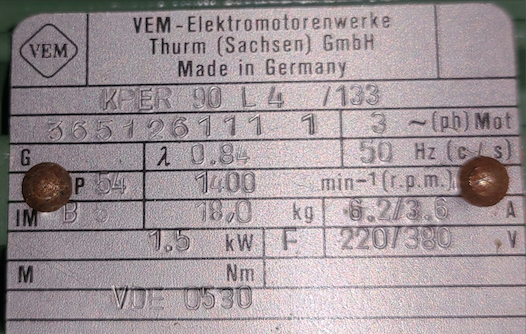 VEM
VEM-Elektromotorenwerke
Thurm (Sachsen) GmbH
Made in Germany
KPER 90 L 4 /133
365126111 1 3 ~(ph) Mot
G λ 0.84 50 Hz (c/s)
P 54 1400 min-1(r.p.m.)
IM B 5 18,0 kg 6.2/3.6 A
1.5 kW F 220/380 V
M Nm
VDE 0530